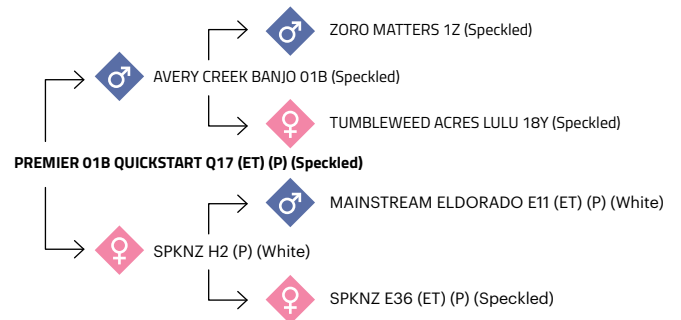 ZORO MATTERS 1Z (Speckled)
AVERY CREEK BANJO 01B (Speckled)
TUMBLEWEED ACRES LULU 18Y (Speckled)
PREMIER 01B QUICKSTART Q17 (ET) (P) (Speckled)
MAINSTREAM ELDORADO E11 (ET) (P) (White)
SPKNZ H2 (P) (White)
SPKNZ E36 (ET) (P) (Speckled)